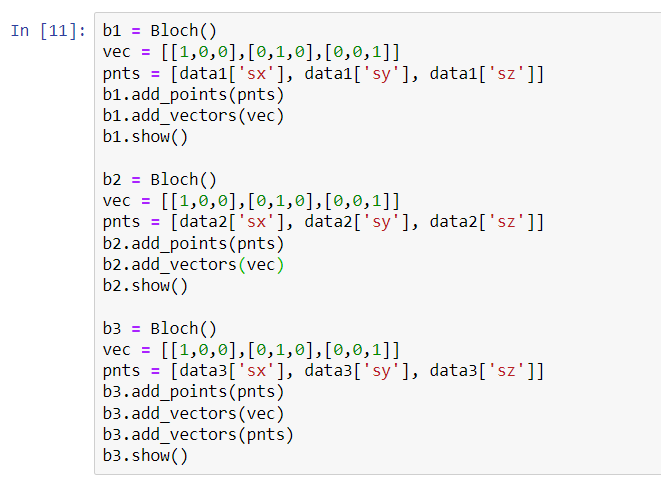 In [11]: b1 = Bloch()
vec = [[1,0,0],[0,1,0],[0,0,1]]
pnts = [data1['sx'], data1['sy'], data1['sz']]
b1.add_points(pnts)
b1.add_vectors(vec)
b1.show()

b2 = Bloch()
vec = [[1,0,0],[0,1,0],[0,0,1]]
pnts = [data2['sx'], data2['sy'], data2['sz']]
b2.add_points(pnts)
b2.add_vectors(vec)
b2.show()

b3 = Bloch()
vec = [[1,0,0],[0,1,0],[0,0,1]]
pnts = [data3['sx'], data3['sy'], data3['sz']]
b3.add_points(pnts)
b3.add_vectors(vec)
b3.add_vectors(pnts)
b3.show()